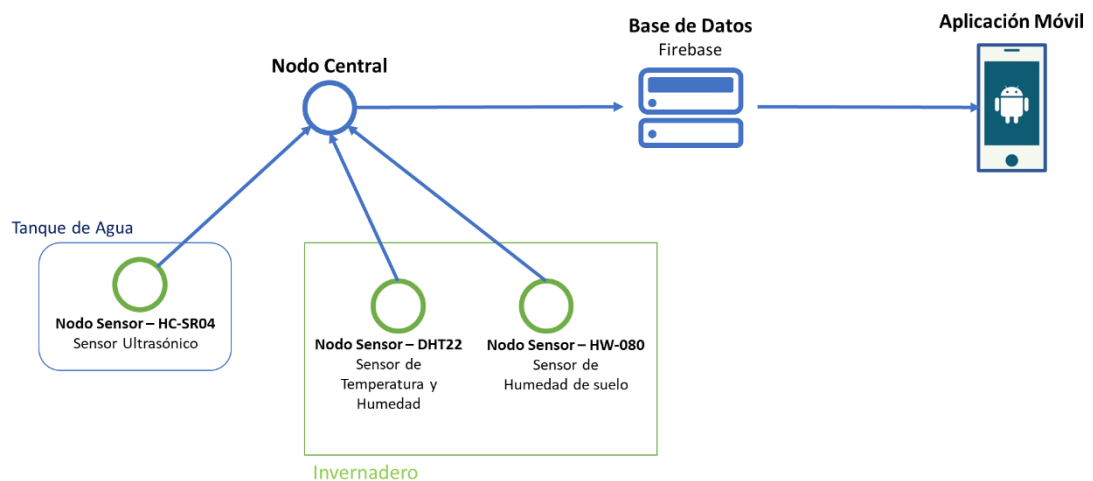 Aplicación Móvil
Base de Datos
Firebase
Nodo Central
Tanque de Agua
Nodo Sensor – HC-SR04
Sensor Ultrasónico
Nodo Sensor – DHT22
Sensor de
Temperatura y
Humedad
Nodo Sensor – HW-080
Sensor de
Humedad de suelo
Invernadero